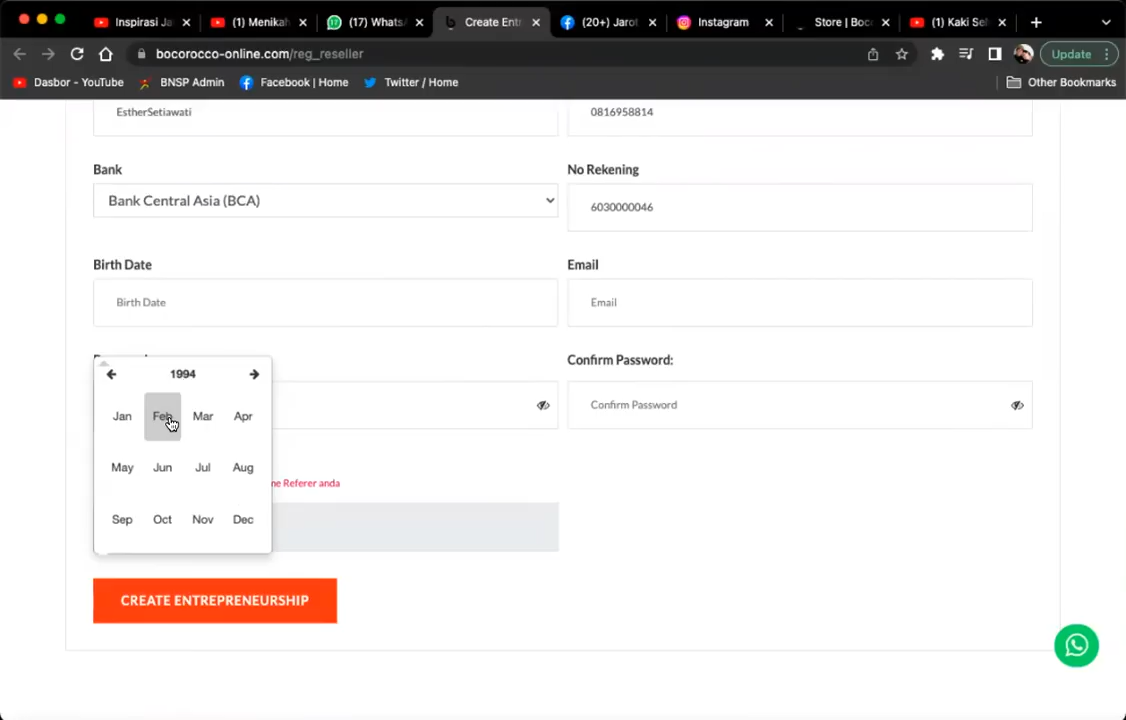 Inspirasi Ja
(1) Menikah
(17) WhatsA
Create Entr
(20+) Jarot
Instagram
Store | Boc
(1) Kaki Se
bocorocco-online.com/reg_reseller
Update
Dasbor - YouTube
BNSP Admin
Facebook | Home
Twitter / Home
Other Bookmarks
EstherSetiawati
0816958814
Bank
No Rekening
Bank Central Asia (BCA)
6030000046
Birth Date
Email
Birth Date
Email
Confirm Password:
1994
Jan Feb Mar Apr
Confirm Password
May Jun Jul Aug
ne Referer anda
Sep Oct Nov Dec
CREATE ENTREPRENEURSHIP